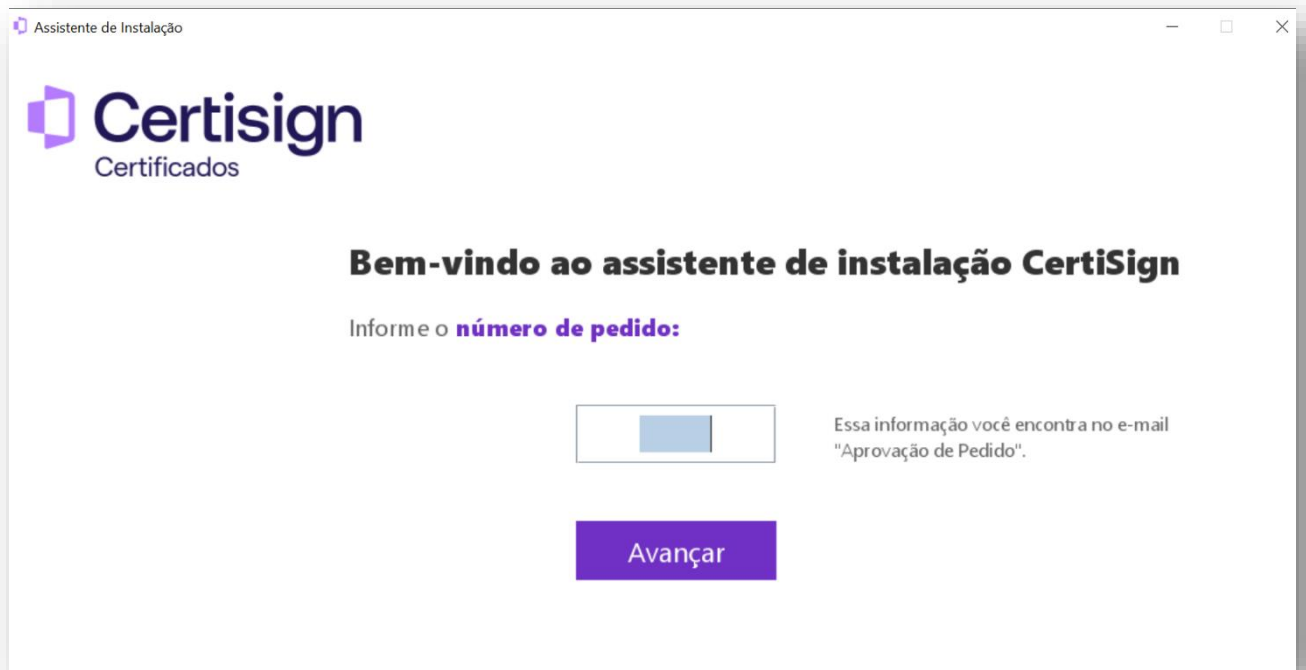 Assistente de Instalação
Certisign
Certificados
Bem-vindo ao assistente de instalação CertiSign
Informe o número de pedido:
Essa informação você encontra no e-mail
"Aprovação de Pedido".
Avançar